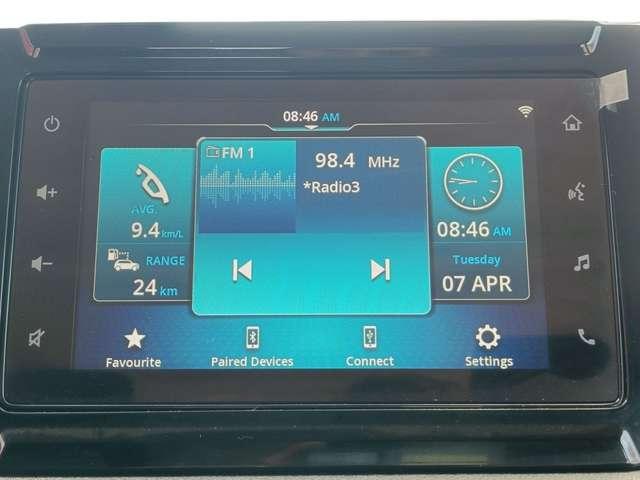 08:46 AM
FM 1
98.4 MHz
*Radio3
AVG.
9.4 km/L
RANGE
24 km
08:46 AM
Tuesday
07 APR
Favourite
Paired Devices
Connect
Settings